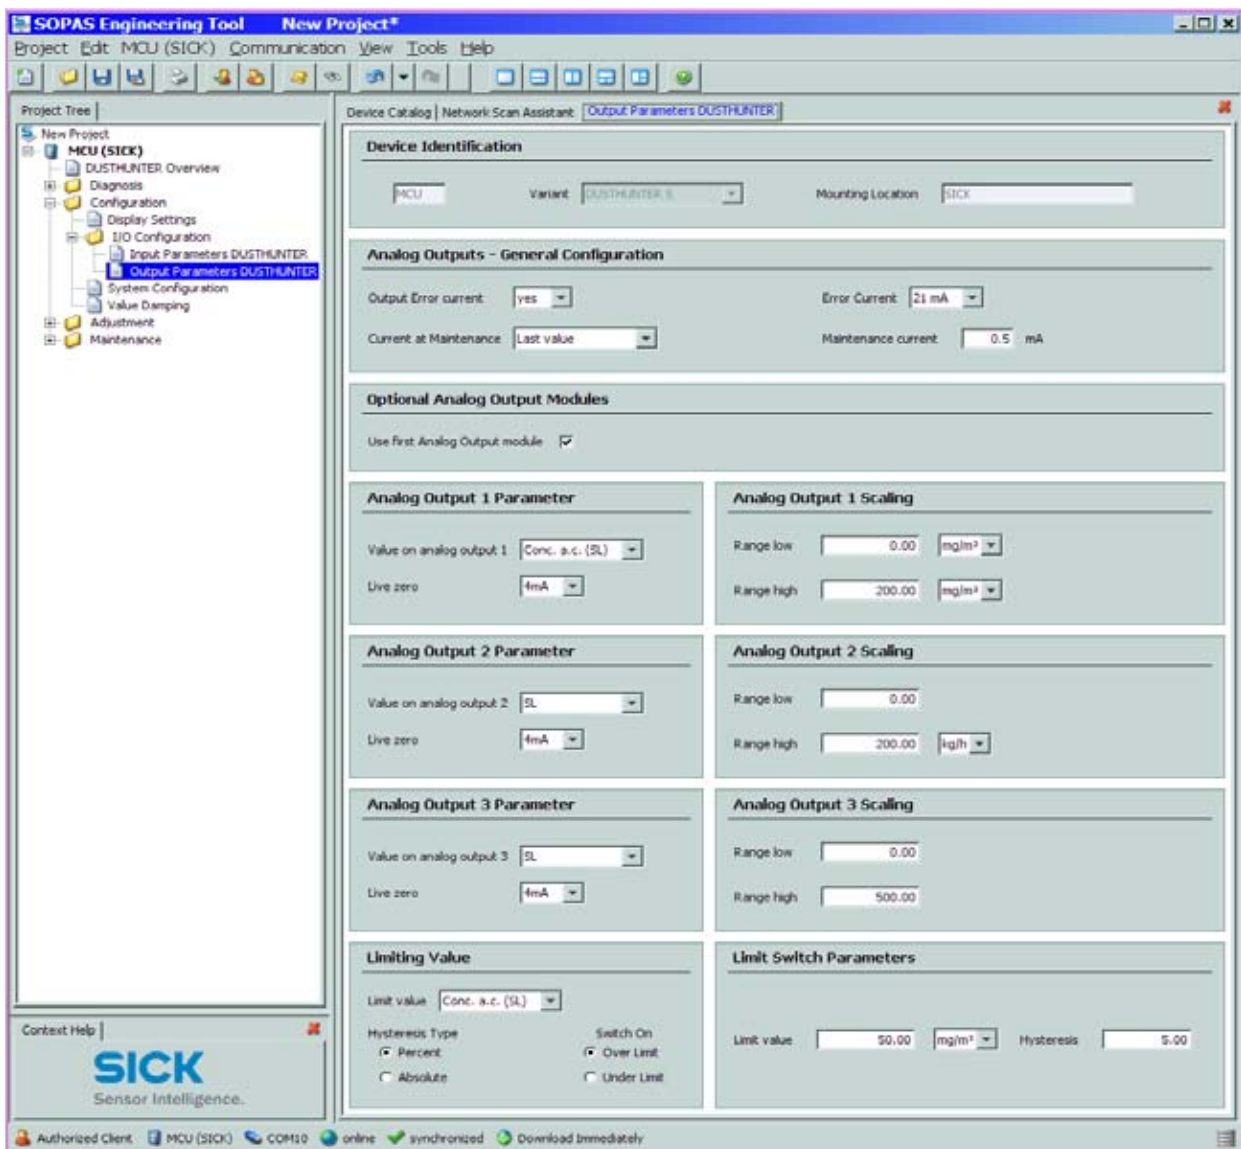 SOPAS Engineering Tool New Project*
Project Edit MCU (SICK) Communication View Tools Help
Project Tree
New Project
MCU (SICK)
DUSTHUNTER Overview
Diagnosis
Configuration
Display Settings
I/O Configuration
Input Parameters DUSTHUNTER
Output Parameters DUSTHUNTER
System Configuration
Value Damping
Adjustment
Maintenance
Context Help
SICK
Sensor Intelligence.
Device Catalog Network Scan Assistant Output Parameters DUSTHUNTER
Device Identification
MCU Variant DUSTHUNTER S Mounting Location SICK
Analog Outputs - General Configuration
Output Error current yes Error Current 21 mA
Current at Maintenance Last value Maintenance current 0.5 mA
Optional Analog Output Modules
Use first Analog Output module
Analog Output 1 Parameter
Value on analog output 1 Conc. a.c. (SL)
Live zero 4mA
Analog Output 1 Scaling
Range low 0.00 mg/m³
Range high 200.00 mg/m³
Analog Output 2 Parameter
Value on analog output 2 SL
Live zero 4mA
Analog Output 2 Scaling
Range low 0.00
Range high 200.00 kg/h
Analog Output 3 Parameter
Value on analog output 3 SL
Live zero 4mA
Analog Output 3 Scaling
Range low 0.00
Range high 500.00
Limiting Value
Limit value Conc. a.c. (SL)
Hysteresis Type Switch On
Percent Over Limit
Absolute Under Limit
Limit Switch Parameters
Limit value 50.00 mg/m³ Hysteresis 5.00
Authorized Client MCU (SICK) COM10 online synchronized Download Immediately